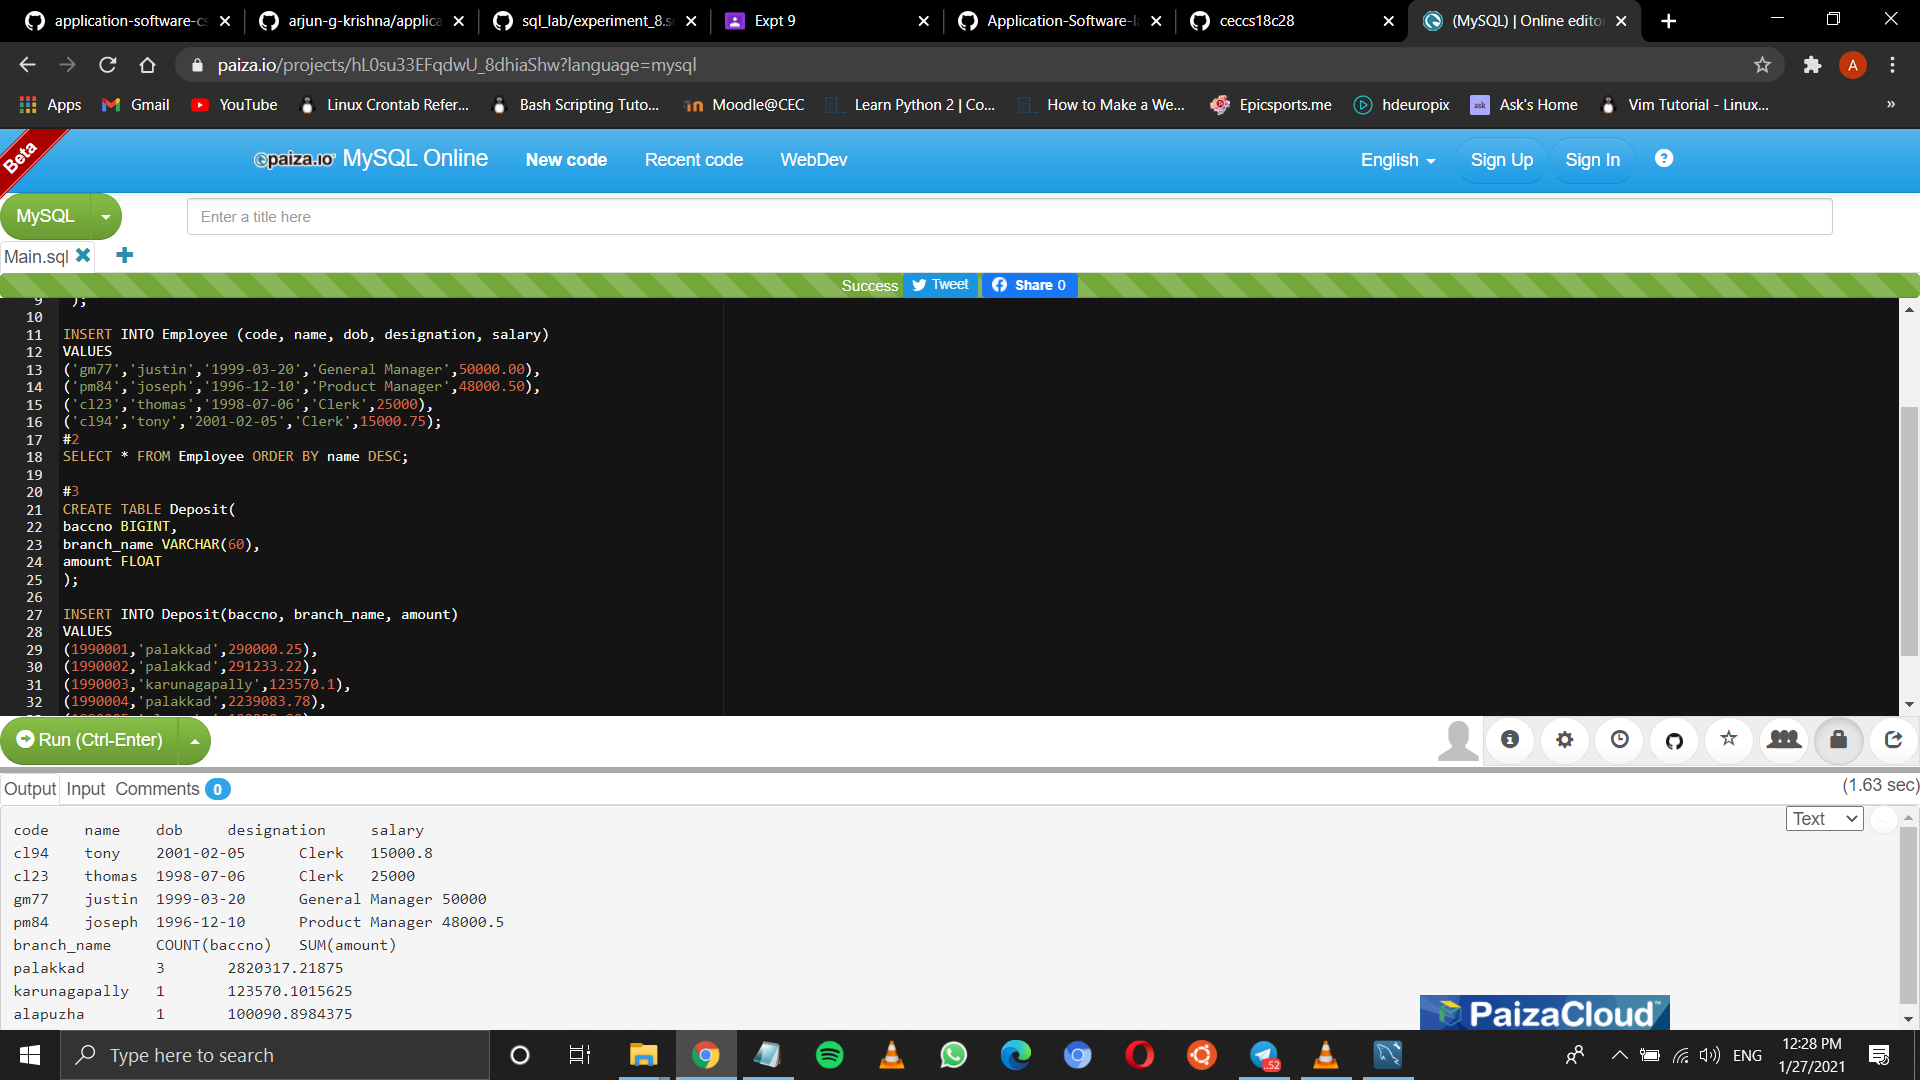 application-software-cs
arjun-g-krishna/applica
sql_lab/experiment_8.s
Expt 9
Application-Software-l
ceccs18c28
(MySQL) | Online edito
paiza.io/projects/hL0su33EFqdwU_8dhiaShw?language=mysql
A
Apps
Gmail
YouTube
Linux Crontab Refer...
Bash Scripting Tuto...
Moodle@CEC
Learn Python 2 | Co...
How to Make a We...
Epicsports.me
hdeuropix
ask
Ask's Home
Vim Tutorial - Linux...
»
Beta
paiza.io MySQL Online
New code
Recent code
WebDev
English
Sign Up
Sign In
?
MySQL
Enter a title here
Main.sql
Success
Tweet
Share 0
9 );
10
11 INSERT INTO Employee (code, name, dob, designation, salary)
12 VALUES
13 ('gm77','justin','1999-03-20','General Manager',50000.00),
14 ('pm84','joseph','1996-12-10','Product Manager',48000.50),
15 ('cl23','thomas','1998-07-06','Clerk',25000),
16 ('cl94','tony','2001-02-05','Clerk',15000.75);
17 #2
18 SELECT * FROM Employee ORDER BY name DESC;
19
20 #3
21 CREATE TABLE Deposit(
22 baccno BIGINT,
23 branch_name VARCHAR(60),
24 amount FLOAT
25 );
26
27 INSERT INTO Deposit(baccno, branch_name, amount)
28 VALUES
29 (1990001,'palakkad',290000.25),
30 (1990002,'palakkad',291233.22),
31 (1990003,'karunagapally',123570.1),
32 (1990004,'palakkad',2239083.78),
Run (Ctrl-Enter)
Output Input Comments 0
(1.63 sec)
Text
code name dob designation salary
cl94 tony 2001-02-05 Clerk 15000.8
cl23 thomas 1998-07-06 Clerk 25000
gm77 justin 1999-03-20 General Manager 50000
pm84 joseph 1996-12-10 Product Manager 48000.5
branch_name COUNT(baccno) SUM(amount)
palakkad 3 2820317.21875
karunagapally 1 123570.1015625
alapuzha 1 100090.8984375
PaizaCloud
Type here to search
..52
ENG
12:28 PM
1/27/2021